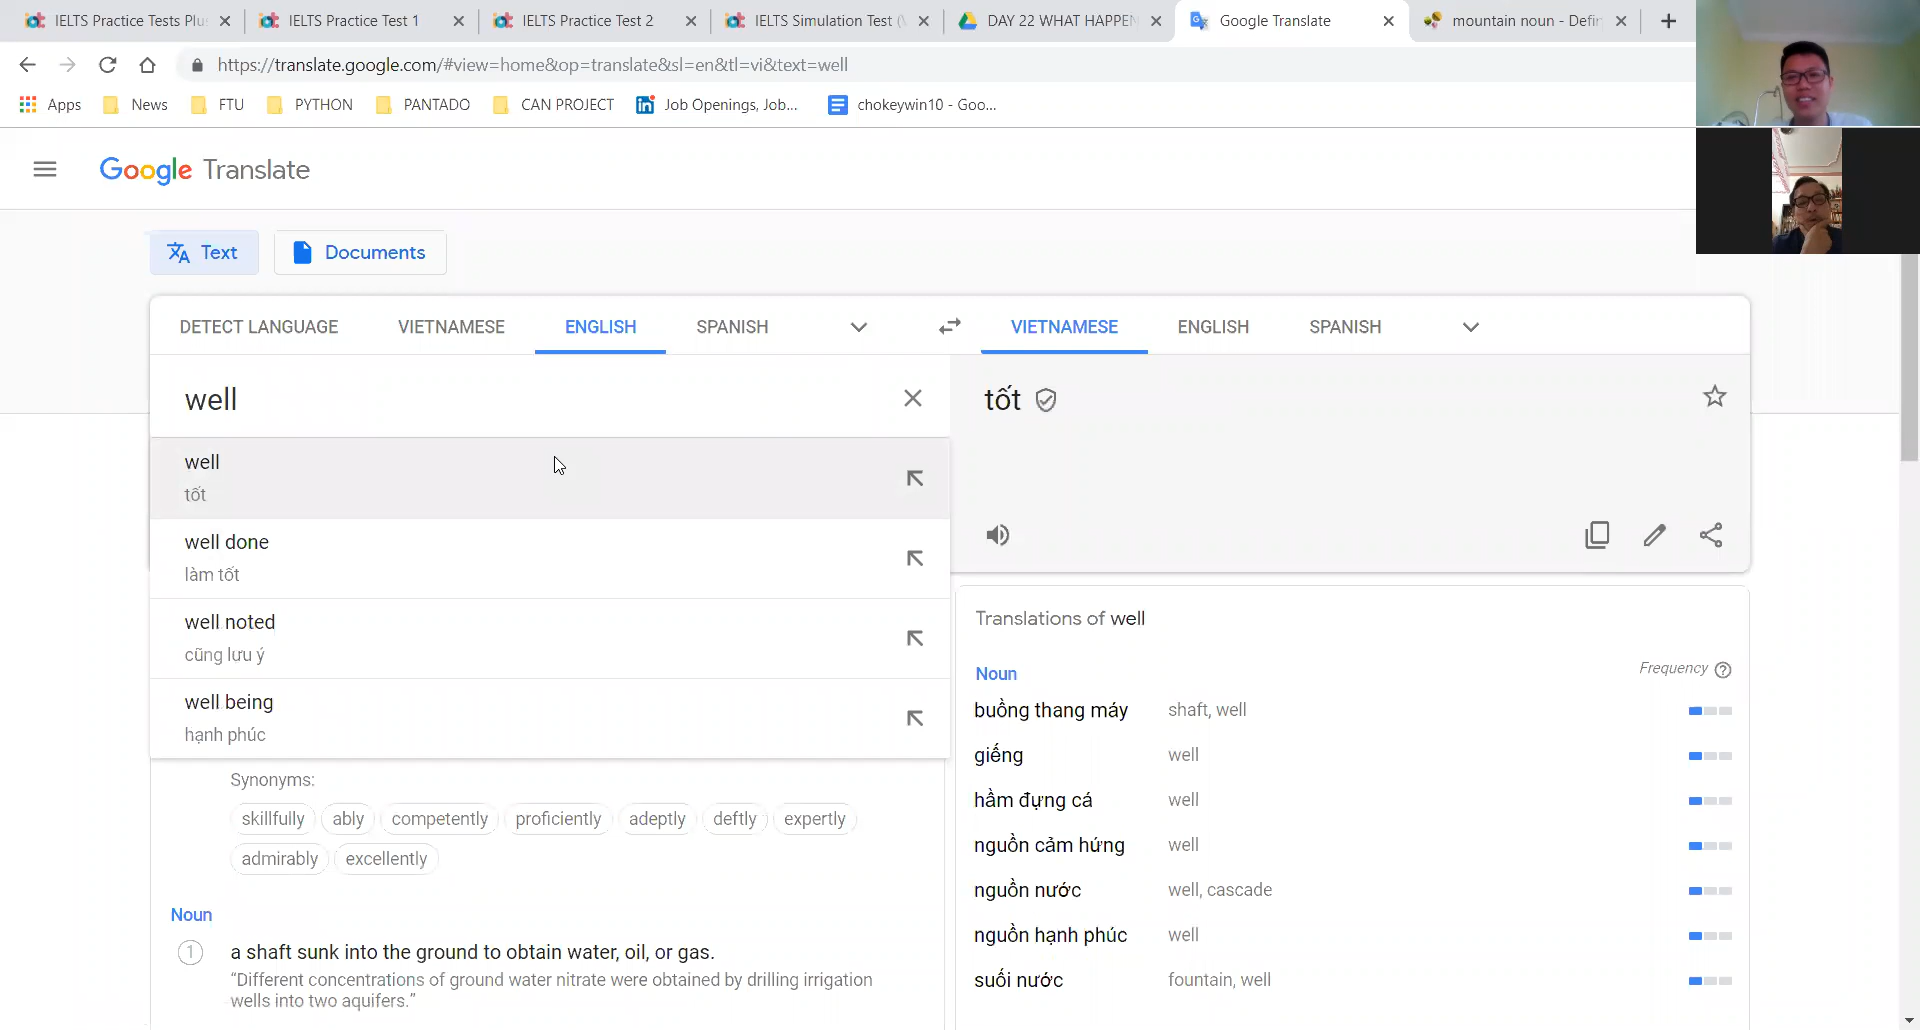 IELTS Practice Tests Plu
IELTS Practice Test 1
IELTS Practice Test 2
IELTS Simulation Test (
DAY 22 WHAT HAPPEN
Google Translate
mountain noun - Defin
https://translate.google.com/#view=home&op=translate&sl=en&tl=vi&text=well
Apps
News
FTU
PYTHON
PANTADO
CAN PROJECT
Job Openings, Job...
chokeywin10 - Goo...
Google Translate
Text
Documents
DETECT LANGUAGE
VIETNAMESE
ENGLISH
SPANISH
VIETNAMESE
ENGLISH
SPANISH
well
tốt
well
tốt
well done
làm tốt
well noted
cũng lưu ý
well being
hạnh phúc
Synonyms:
skillfully
ably
competently
proficiently
adeptly
deftly
expertly
admirably
excellently
Noun
1
a shaft sunk into the ground to obtain water, oil, or gas.
“Different concentrations of ground water nitrate were obtained by drilling irrigation
wells into two aquifers.”
Translations of well
Noun
Frequency
buồng thang máy shaft, well
giếng well
hầm đựng cá well
nguồn cảm hứng well
nguồn nước well, cascade
nguồn hạnh phúc well
suối nước fountain, well